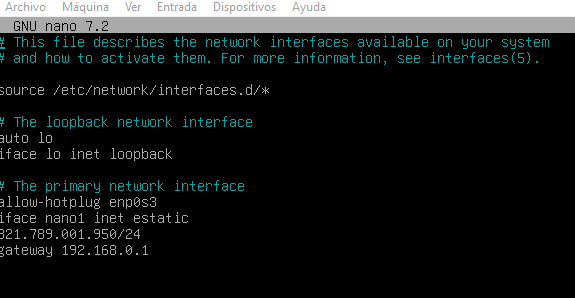 Archivo Máquina Ver Entrada Dispositivos Ayuda
GNU nano 7.2
# This file describes the network interfaces available on your system
# and how to activate them. For more information, see interfaces(5).
source /etc/network/interfaces.d/*
# The loopback network interface
auto lo
iface lo inet loopback
# The primary network interface
allow-hotplug enp0s3
iface nano1 inet estatic
821.789.001.950/24
gateway 192.168.0.1